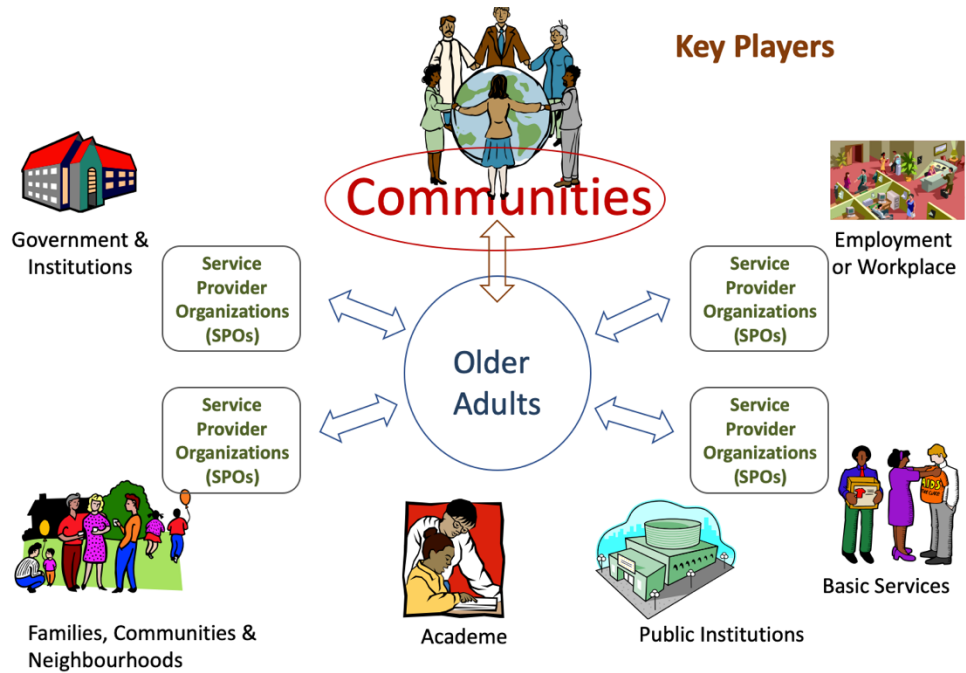 Key Players
Communities
Government &
Institutions
Employment
or Workplace
Service
Provider
Organizations
(SPOs)
Service
Provider
Organizations
(SPOs)
Older
Adults
Service
Provider
Organizations
(SPOs)
Service
Provider
Organizations
(SPOs)
Basic Services
Families, Communities &
Neighbourhoods
Academe
Public Institutions